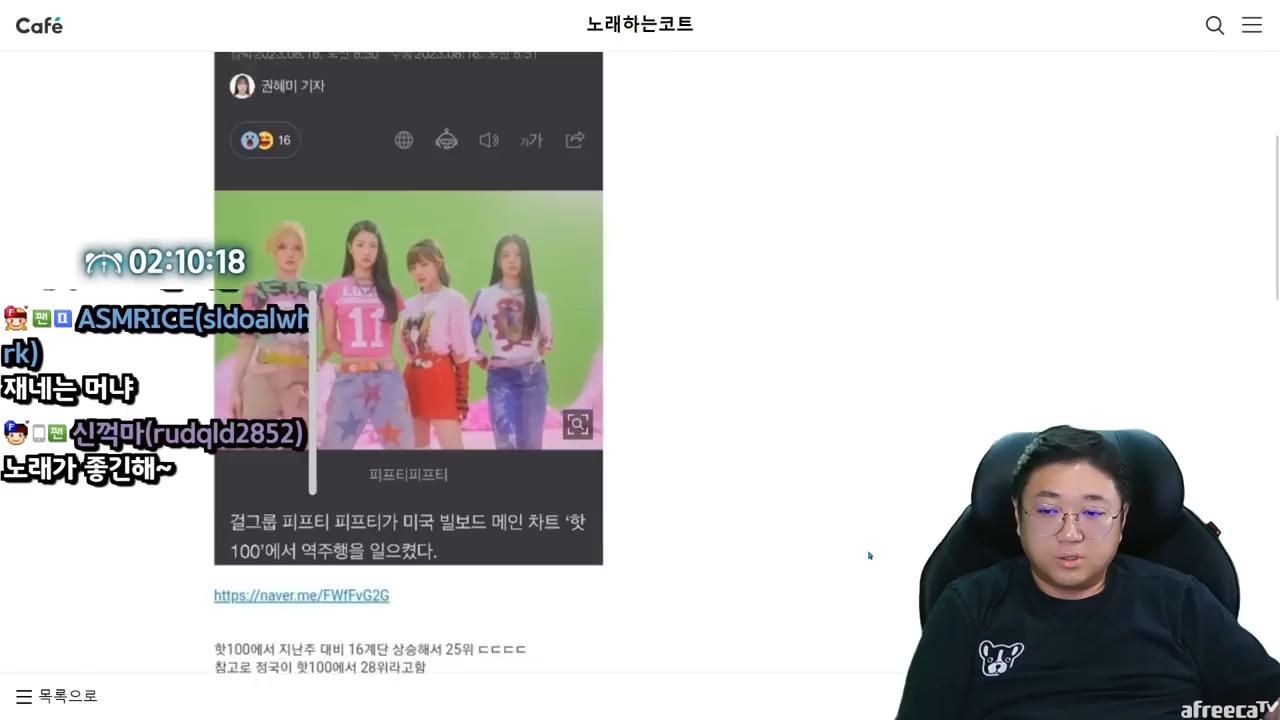 Café
노래하는코트
권혜미 기자
16
가가
02:10:18
ASMRICE(sldoalwh
rk)
재네는 머냐
신꺽마(rudqld2852)
노래가 좋긴해~
LOVE
11
피프티피프티
걸그룹 피프티 피프티가 미국 빌보드 메인 차트 ‘핫
100’에서 역주행을 일으켰다.
https://naver.me/FWfFvG2G
핫100에서 지난주 대비 16계단 상승해서 25위 ㄷㄷㄷㄷ
참고로 정국이 핫100에서 28위라고함
목록으로
afreecaTV